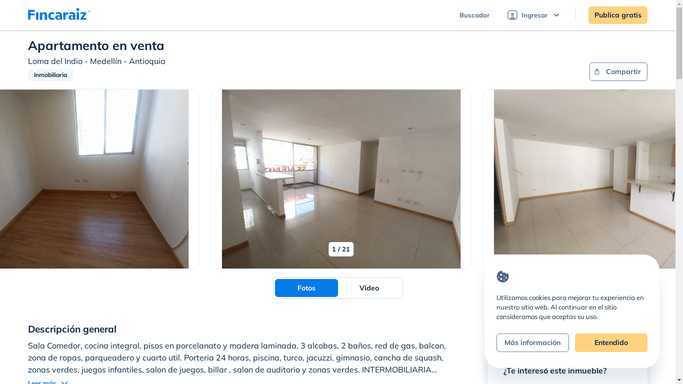 Fincaraiz
Buscador
Ingresar
Publica gratis
Apartamento en venta
Loma del Indio - Medellín - Antioquia
Inmobiliaria
Compartir
1 / 21
Fotos
Video
Descripción general
Sala Comedor, cocina integral, pisos en porcelanato y madera laminada, 3 alcobas, 2 baños, red de gas, balcon,
zona de ropas, parqueadero y cuarto util. Porteria 24 horas, piscina, turco, jacuzzi, gimnasio, cancha de squash,
zonas verdes, juegos infantiles, salon de juegos, billar , salon de auditorio y zonas verdes. INTERMOBILIARIA...
Leer más
Utilizamos cookies para mejorar tu experiencia en
nuestro sitio web. Al continuar en el sitio
consideramos que aceptas su uso.
Más información
Entendido
¿Te interesó este inmueble?